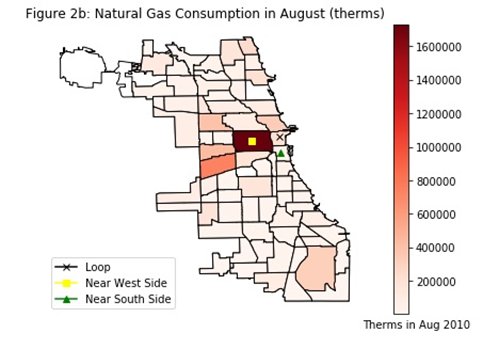 Figure 2b: Natural Gas Consumption in August (therms)
1600000
1400000
1200000
1000000
800000
600000
400000
200000
Loop
Near West Side
Near South Side
Therms in Aug 2010